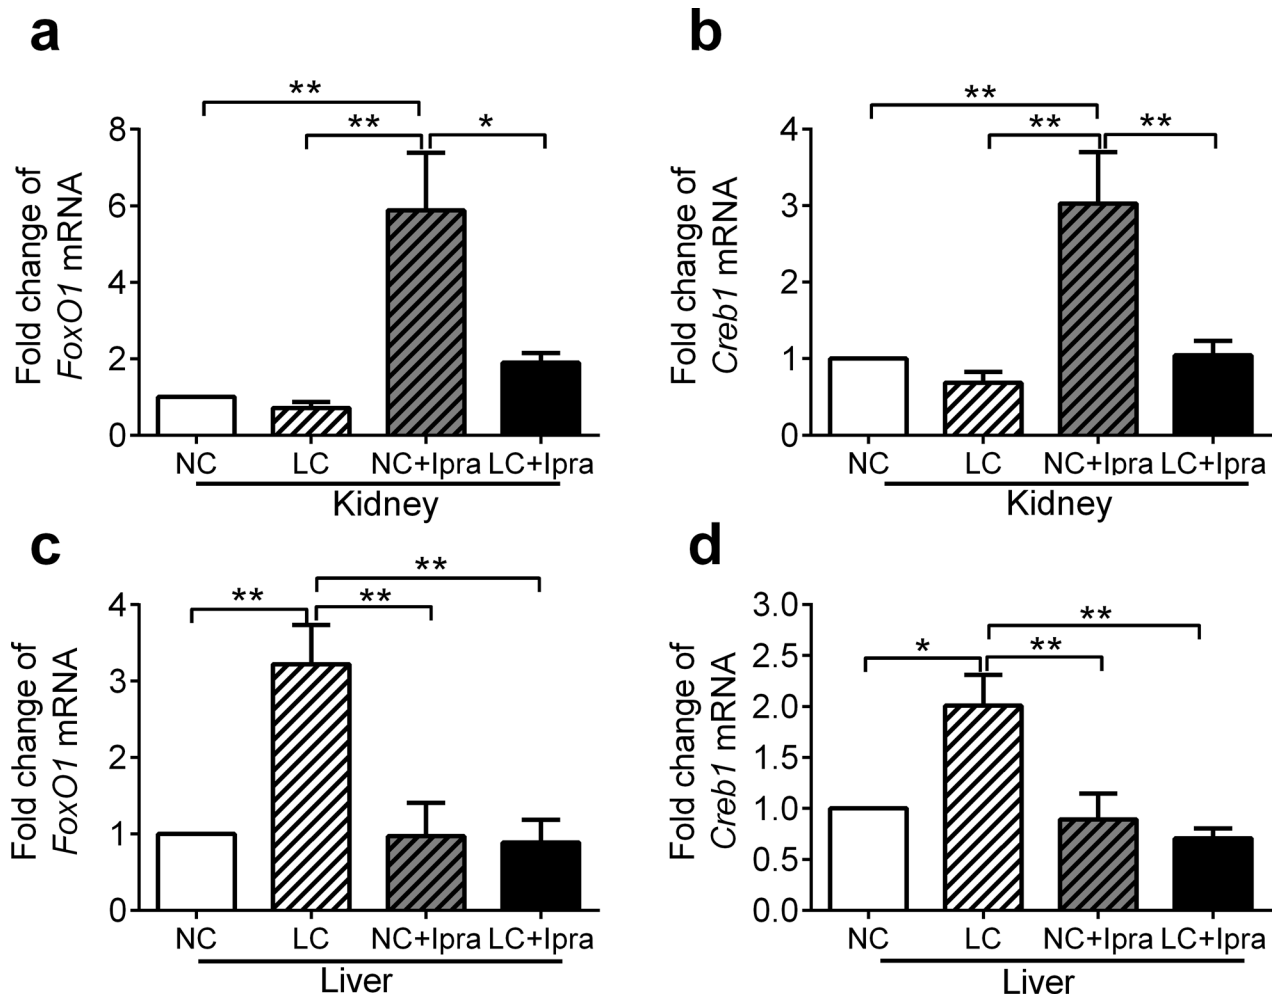 a
**
** *
8
6
4
2
0
Fold change of
FoxO1 mRNA
NC LC NC+Ipra LC+Ipra
Kidney
b
**
** **
4
3
2
1
0
Fold change of
Creb1 mRNA
NC LC NC+Ipra LC+Ipra
Kidney
c
**
** **
4
3
2
1
0
Fold change of
FoxO1 mRNA
NC LC NC+Ipra LC+Ipra
Liver
d
**
* **
3.0
2.5
2.0
1.5
1.0
0.5
0.0
Fold change of
Creb1 mRNA
NC LC NC+Ipra LC+Ipra
Liver